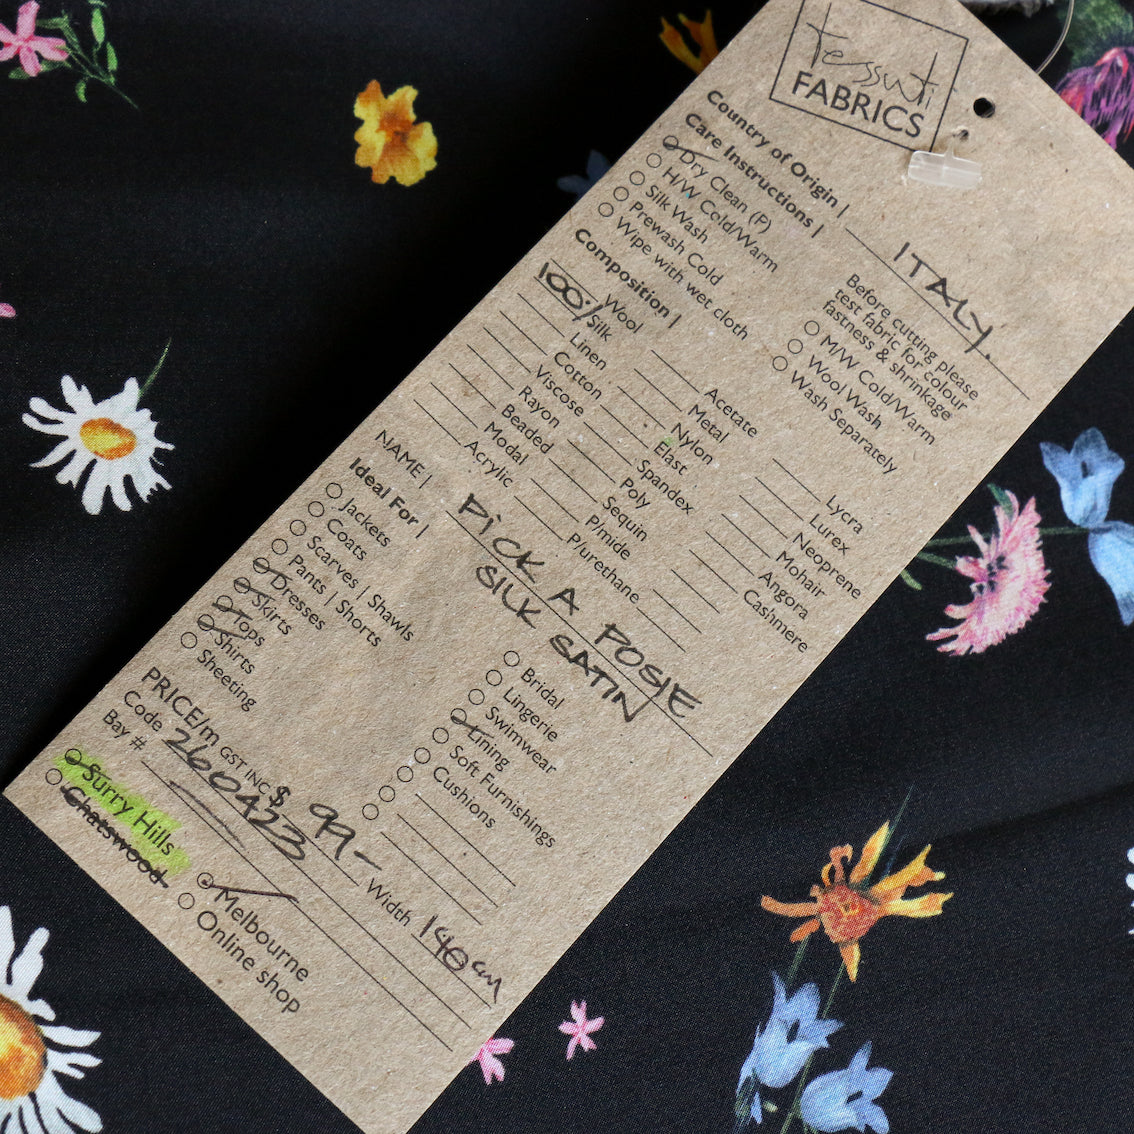 tessuti
FABRICS
Country of Origin | ITALY.
Care Instructions |
Dry Clean (P)
H/W Cold/Warm
Silk Wash
Prewash Cold
Wipe with wet cloth
Before cutting please
test fabric for colour
fastness & shrinkage
M/W Cold/Warm
Wool Wash
Wash Separately
Composition |
Wool
100% Silk
Linen
Cotton
Viscose
Rayon
Beaded
Modal
Acrylic
Acetate
Metal
Nylon
Elast
Spandex
Poly
Sequin
P/mide
P/urethane
Lycra
Lurex
Neoprene
Mohair
Angora
Cashmere
NAME | PICK A POSIE
SILK SATIN
Ideal For |
Jackets
Coats
Scarves | Shawls
Pants | Shorts
Dresses
Skirts
Tops
Shirts
Sheeting
Bridal
Lingerie
Swimwear
Lining
Soft Furnishings
Cushions
PRICE/m GST INC $ 99- Width 140cm
Code 260423
Bay #
Surry Hills
Chatswood
Melbourne
Online shop